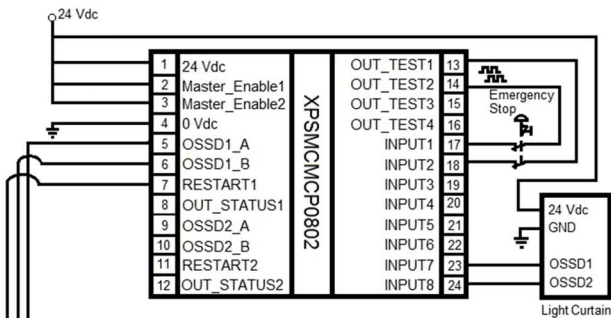 24 Vdc
1 24 Vdc
2 Master_Enable1
3 Master_Enable2
4 0 Vdc
5 OSSD1_A
6 OSSD1_B
7 RESTART1
8 OUT_STATUS1
9 OSSD2_A
10 OSSD2_B
11 RESTART2
12 OUT_STATUS2
XPSMCMCP0802
OUT_TEST1 13
OUT_TEST2 14
OUT_TEST3 15
OUT_TEST4 16
INPUT1 17
INPUT2 18
INPUT3 19
INPUT4 20
INPUT5 21
INPUT6 22
INPUT7 23
INPUT8 24
Emergency
Stop
24 Vdc
GND
OSSD1
OSSD2
Light Curtain